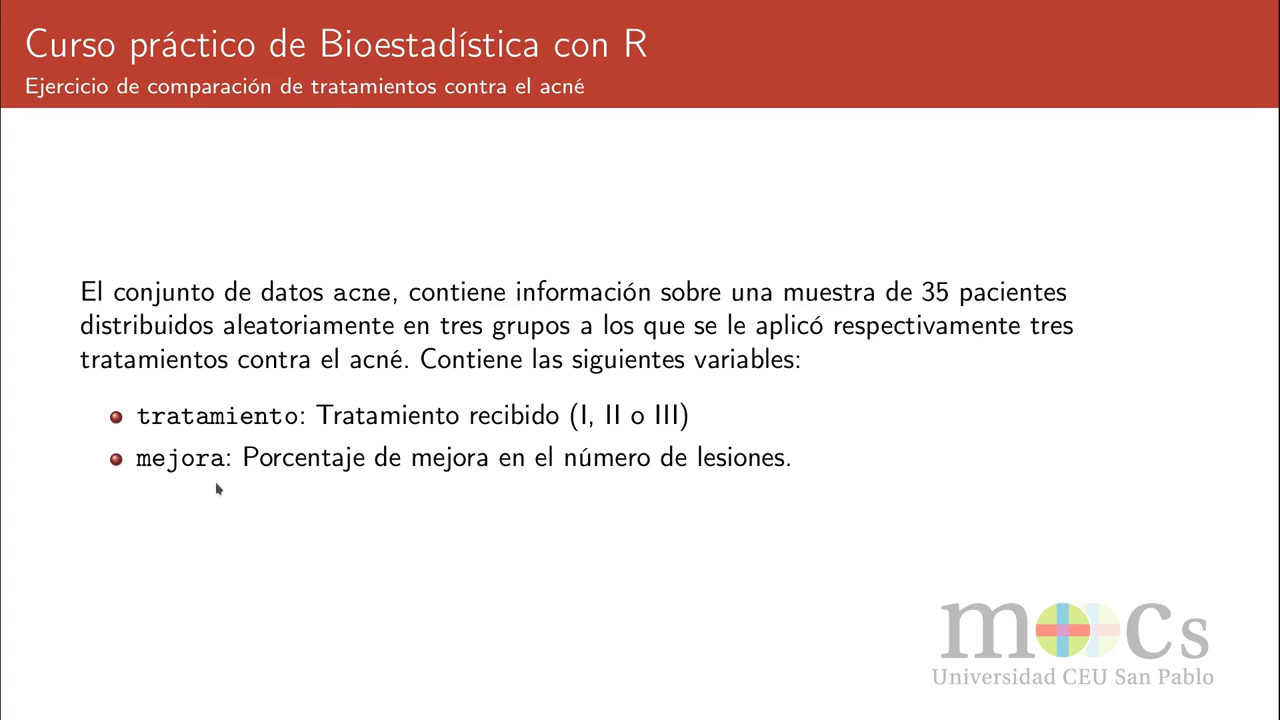 Curso práctico de Bioestadística con R
Ejercicio de comparación de tratamientos contra el acné
El conjunto de datos acne, contiene información sobre una muestra de 35 pacientes
distribuidos aleatoriamente en tres grupos a los que se le aplicó respectivamente tres
tratamientos contra el acné. Contiene las siguientes variables:
tratamiento: Tratamiento recibido (I, II o III)
mejora: Porcentaje de mejora en el número de lesiones.
moocs
Universidad CEU San Pablo